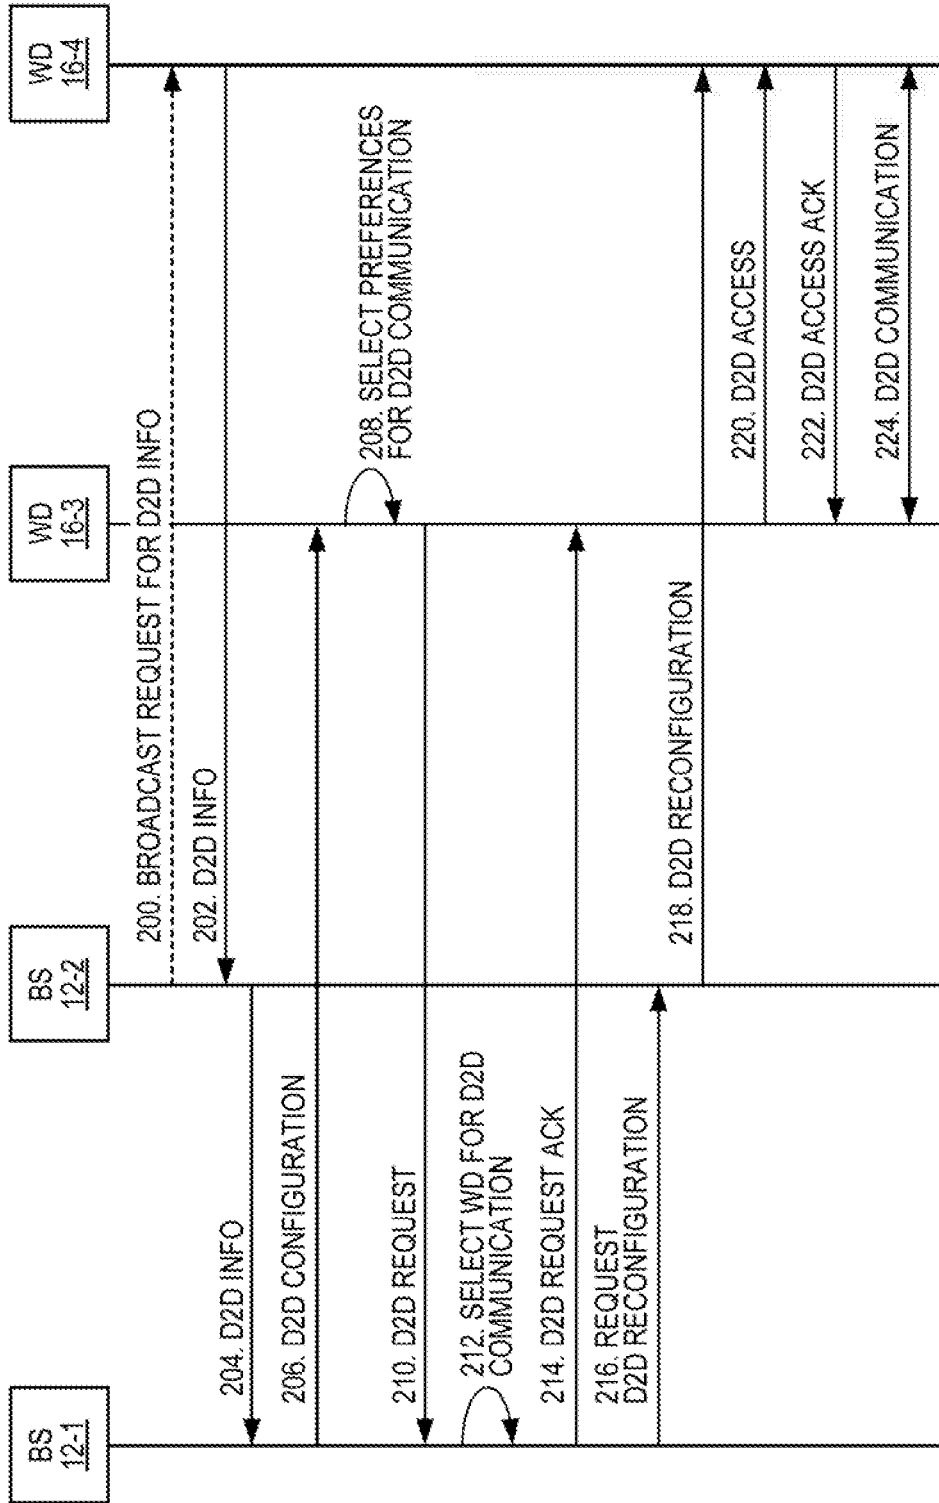 BS
12-1
BS
12-2
WD
16-3
WD
16-4
200. BROADCAST REQUEST FOR D2D INFO
202. D2D INFO
204. D2D INFO
206. D2D CONFIGURATION
208. SELECT PREFERENCES
FOR D2D COMMUNICATION
210. D2D REQUEST
212. SELECT WD FOR D2D
COMMUNICATION
214. D2D REQUEST ACK
216. REQUEST
D2D RECONFIGURATION
218. D2D RECONFIGURATION
220. D2D ACCESS
222. D2D ACCESS ACK
224. D2D COMMUNICATION